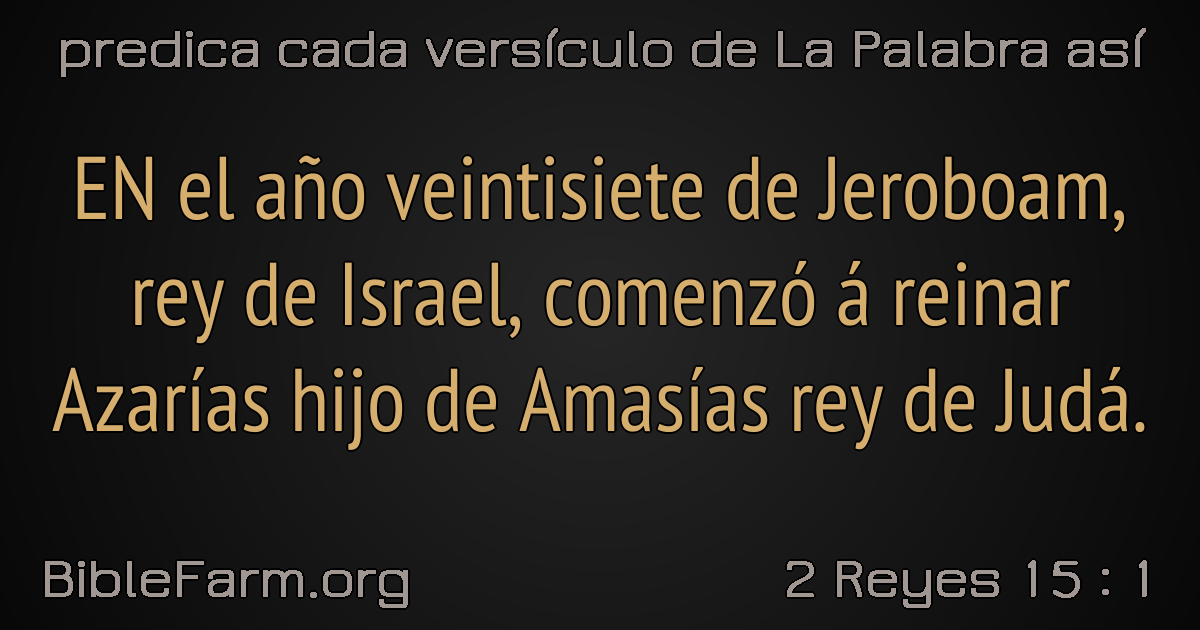 predica cada versículo de La Palabra así
EN el año veintisiete de Jeroboam,
rey de Israel, comenzó á reinar
Azarías hijo de Amasías rey de Judá.
BibleFarm.org
2 Reyes 15 : 1